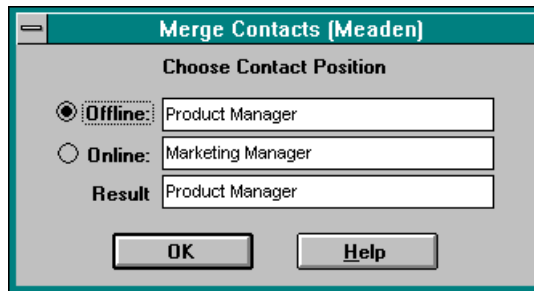 Merge Contacts (Meaden)
Choose Contact Position
Offline: Product Manager
Online: Marketing Manager
Result Product Manager
OK Help